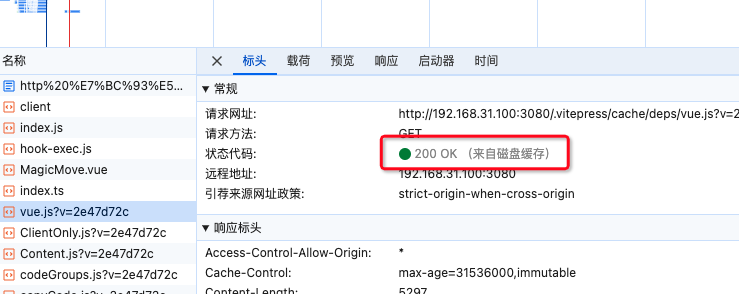 名称
http%20%E7%BC%93%E5...
client
index.js
hook-exec.js
MagicMove.vue
index.ts
vue.js?v=2e47d72c
ClientOnly.js?v=2e47d72c
Content.js?v=2e47d72c
codeGroups.js?v=2e47d72c
标头 载荷 预览 响应 启动器 时间
常规
请求网址: http://192.168.31.100:3080/.vitepress/cache/deps/vue.js?v=2
请求方法: GET
状态代码: 200 OK （来自磁盘缓存）
远程地址: 192.168.31.100:3080
引荐来源网址政策: strict-origin-when-cross-origin
响应标头
Access-Control-Allow-Origin: *
Cache-Control: max-age=31536000,immutable
Content-Length: 5297